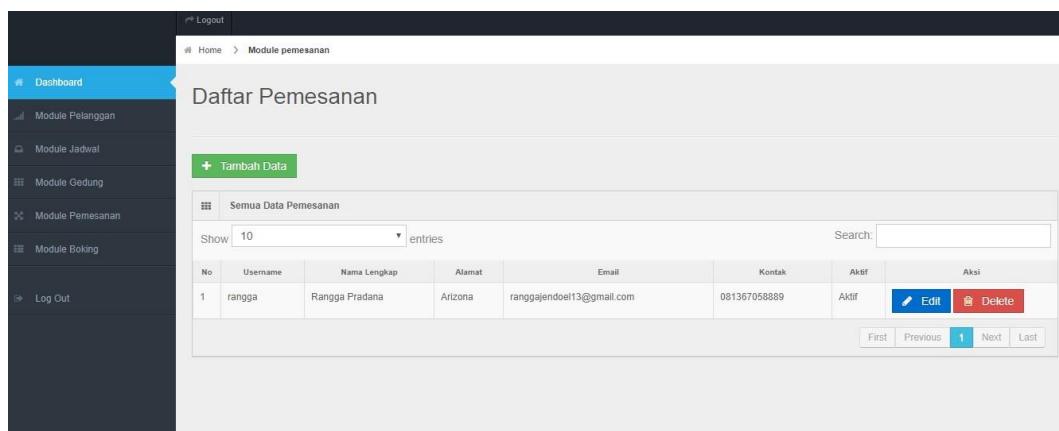 Logout
Home > Module pemesanan
Dashboard
Module Pelanggan
Module Jadwal
Module Gedung
Module Pemesanan
Module Boking
Log Out
Daftar Pemesanan
+ Tambah Data
Semua Data Pemesanan
Show 10 entries Search:
No Username Nama Lengkap Alamat Email Kontak Aktif Aksi
1 rangga Rangga Pradana Arizona ranggajendoel13@gmail.com 081367058889 Aktif Edit Delete
First Previous 1 Next Last